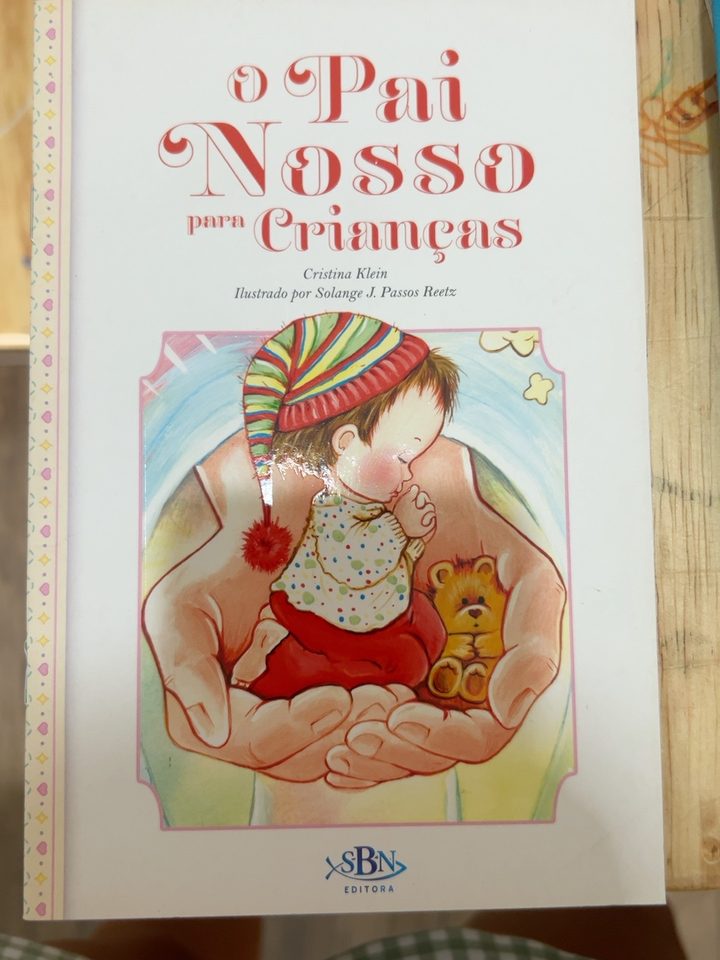 O Pai
Nosso
para Crianças
Cristina Klein
Ilustrado por Solange J. Passos Reetz
SBN
EDITORA